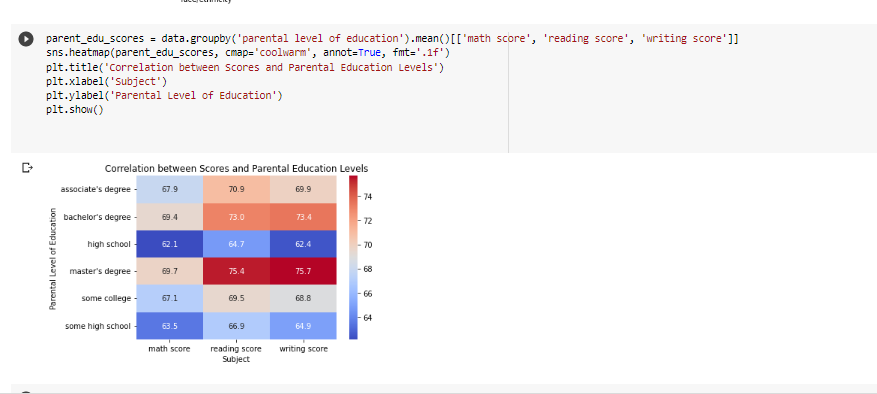 race/ethnicity
parent_edu_scores = data.groupby('parental level of education').mean()[['math score', 'reading score', 'writing score']]
sns.heatmap(parent_edu_scores, cmap='coolwarm', annot=True, fmt='.1f')
plt.title('Correlation between Scores and Parental Education Levels')
plt.xlabel('Subject')
plt.ylabel('Parental Level of Education')
plt.show()
Correlation between Scores and Parental Education Levels
associate's degree 67.9 70.9 69.9
bachelor's degree 69.4 73.0 73.4
high school 62.1 64.7 62.4
master's degree 69.7 75.4 75.7
some college 67.1 69.5 68.8
some high school 63.5 66.9 64.9
math score reading score writing score
Subject
Parental Level of Education
74
72
70
68
66
64